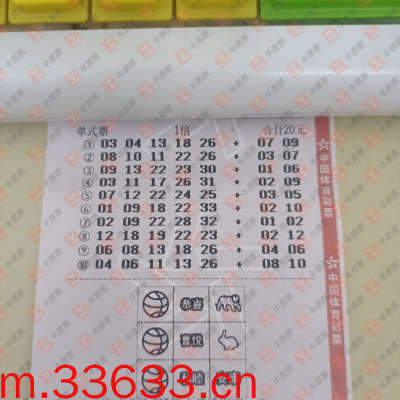 单式票 1倍 合计20元
① 03 04 13 18 26 + 07 09
② 08 10 11 22 26 + 03 07
③ 09 13 22 23 30 + 01 06
④ 03 11 17 26 31 + 02 09
⑤ 07 12 22 24 25 + 03 05
⑥ 01 09 18 22 33 + 02 10
⑦ 02 09 22 28 32 + 01 02
⑧ 12 18 19 22 23 + 02 12
⑨ 06 08 13 18 26 + 04 06
⑩ 04 06 11 13 26 + 08 10
恭喜
喜悦
中国体育彩票
中国体育彩票
m.33633.cn